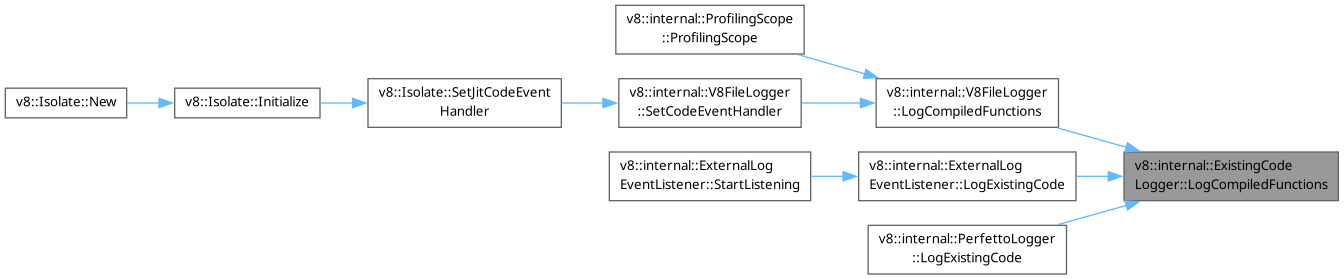 v8::internal::ProfilingScope
::ProfilingScope
v8::Isolate::New
v8::Isolate::Initialize
v8::Isolate::SetJitCodeEvent
Handler
v8::internal::V8FileLogger
::SetCodeEventHandler
v8::internal::V8FileLogger
::LogCompiledFunctions
v8::internal::ExternalLog
EventListener::StartListening
v8::internal::ExternalLog
EventListener::LogExistingCode
v8::internal::ExistingCode
Logger::LogCompiledFunctions
v8::internal::PerfettoLogger
::LogExistingCode